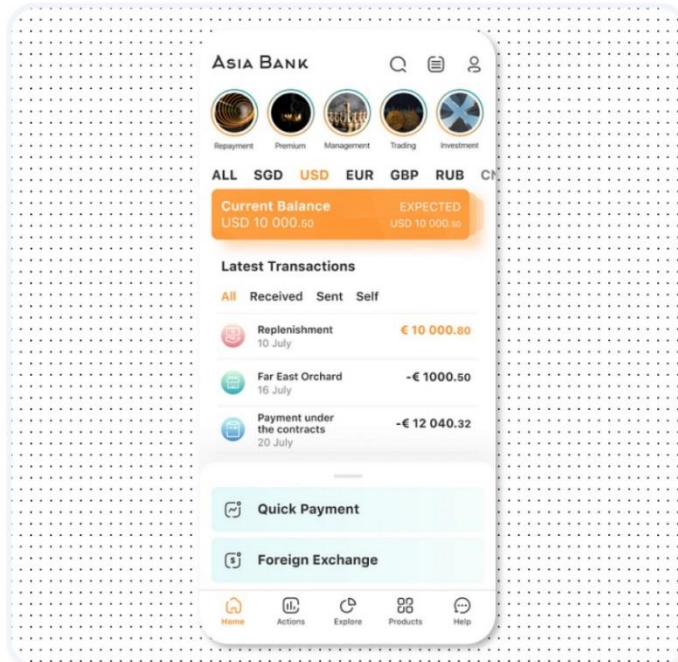 ASIA BANK
Repayment Premium Management Trading Investment
ALL SGD USD EUR GBP RUB CN
Current Balance EXPECTED
USD 10 000.50 USD 10 000.50
Latest Transactions
All Received Sent Self
Replenishment € 10 000.80
10 July
Far East Orchard -€ 1000.50
16 July
Payment under
the contracts -€ 12 040.32
20 July
Quick Payment
Foreign Exchange
Home Actions Explore Products Help